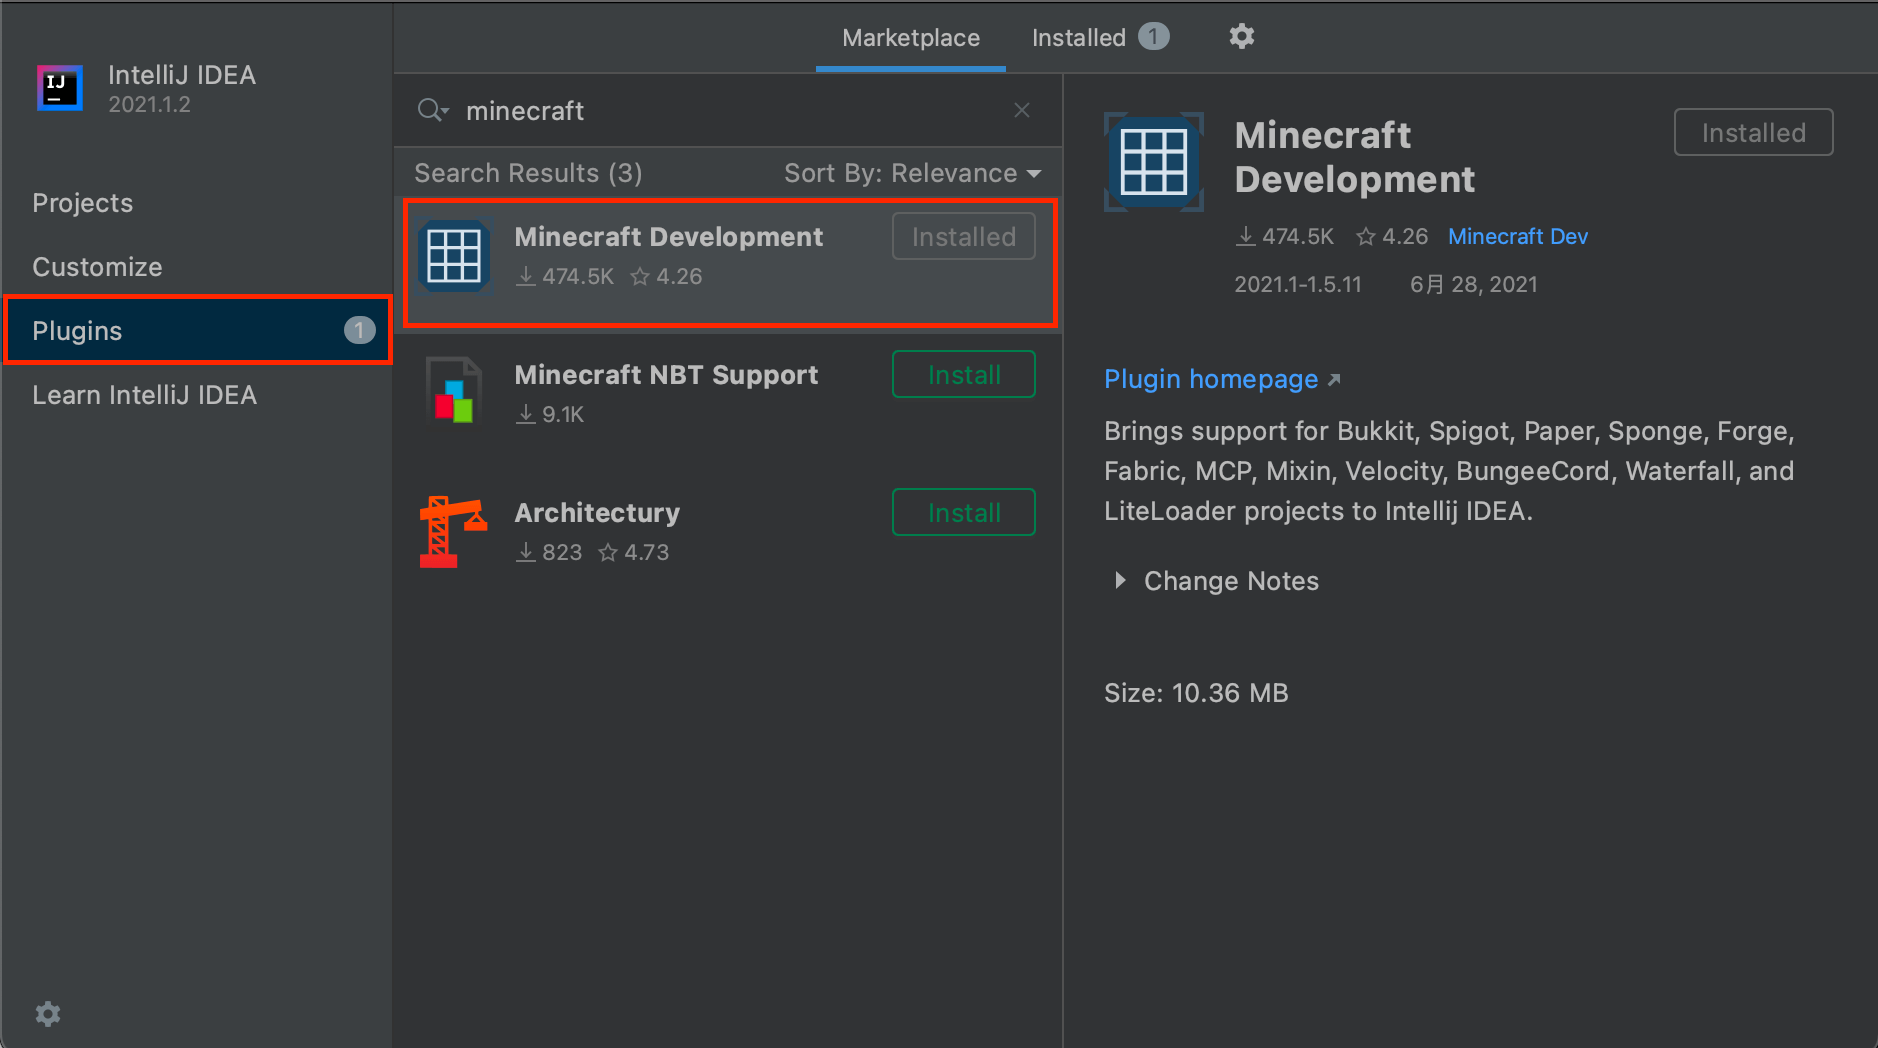 IntelliJ IDEA
2021.1.2
Projects
Customize
Plugins 1
Learn IntelliJ IDEA
Marketplace Installed 1
minecraft
Search Results (3) Sort By: Relevance
Minecraft Development Installed
474.5K 4.26
Minecraft NBT Support Install
9.1K
Architectury Install
823 4.73
Minecraft
Development
Installed
474.5K 4.26 Minecraft Dev
2021.1-1.5.11 6月 28, 2021
Plugin homepage
Brings support for Bukkit, Spigot, Paper, Sponge, Forge,
Fabric, MCP, Mixin, Velocity, BungeeCord, Waterfall, and
LiteLoader projects to Intellij IDEA.
Change Notes
Size: 10.36 MB